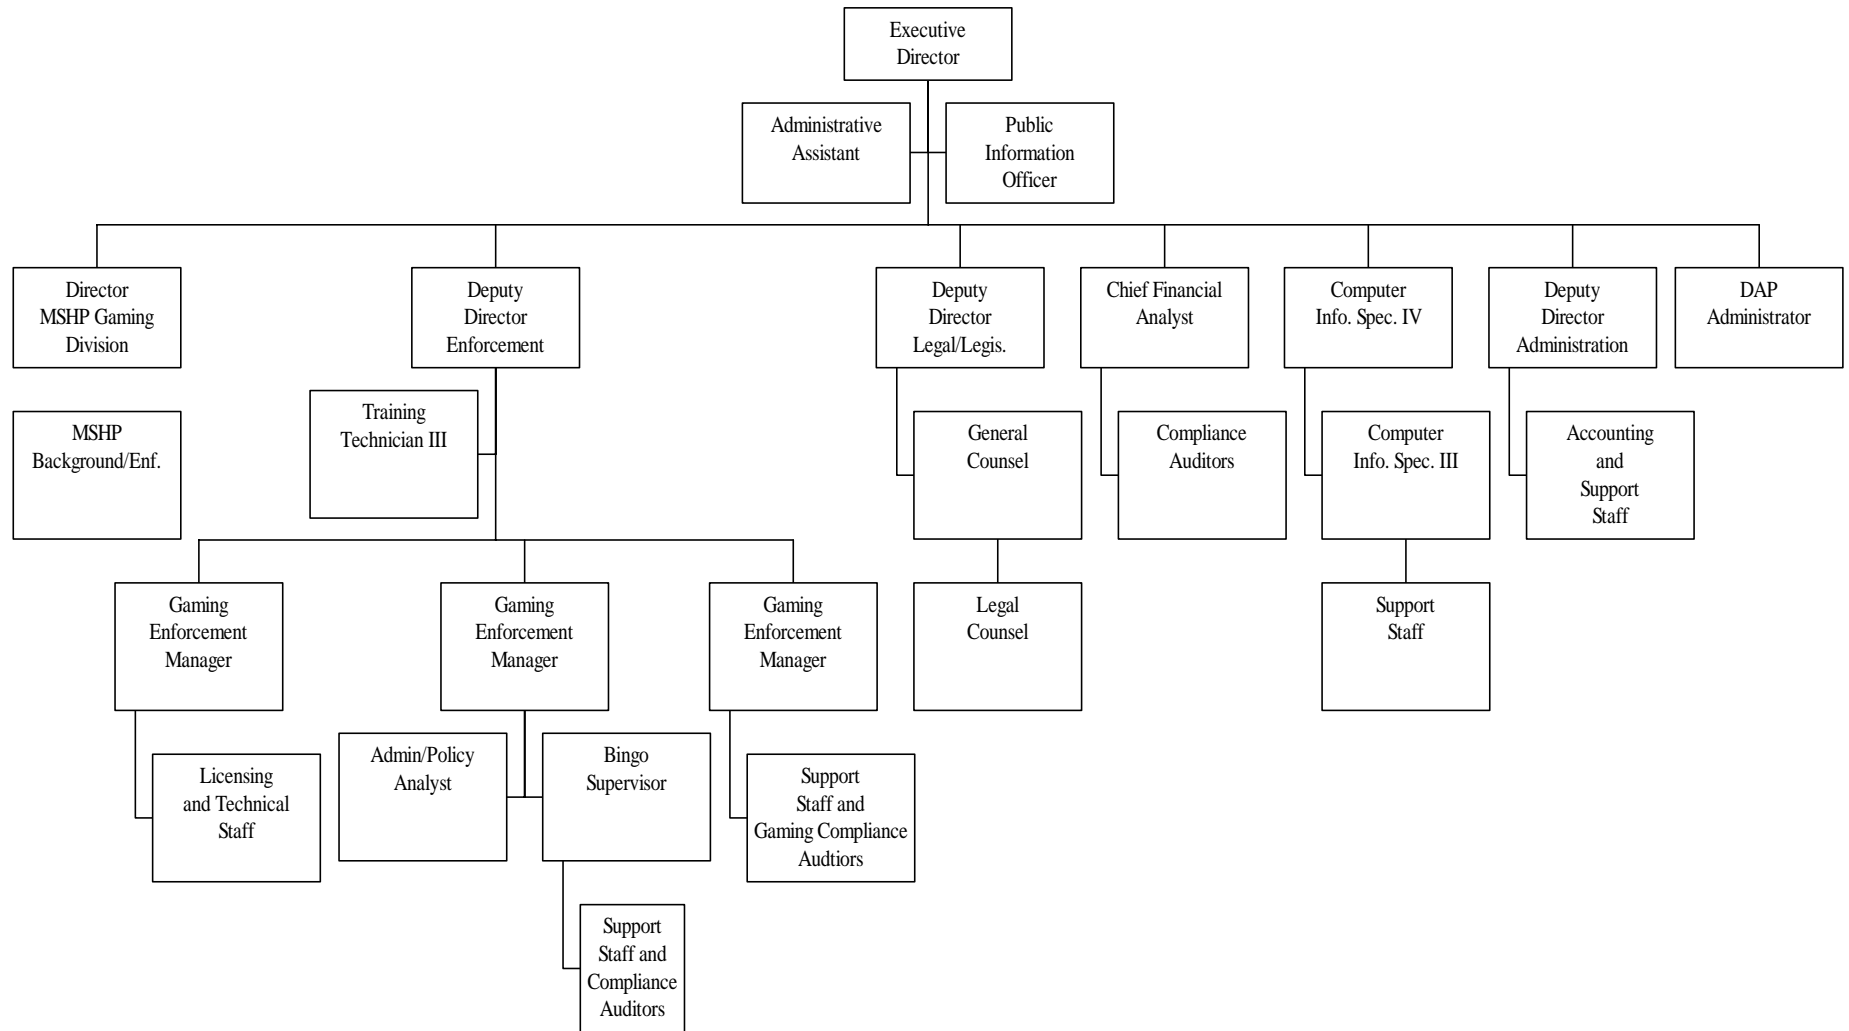 Executive
Director
Administrative
Assistant
Public
Information
Officer
Director
MSHP Gaming
Division
Deputy
Director
Enforcement
Deputy
Director
Legal/Legis.
Chief Financial
Analyst
Computer
Info. Spec. IV
Deputy
Director
Administration
DAP
Administrator
MSHP
Background/Enf.
Training
Technician III
General
Counsel
Compliance
Auditors
Computer
Info. Spec. III
Accounting
and
Support
Staff
Gaming
Enforcement
Manager
Gaming
Enforcement
Manager
Gaming
Enforcement
Manager
Legal
Counsel
Support
Staff
Licensing
and Technical
Staff
Admin/Policy
Analyst
Bingo
Supervisor
Support
Staff and
Gaming Compliance
Audtiors
Support
Staff and
Compliance
Auditors